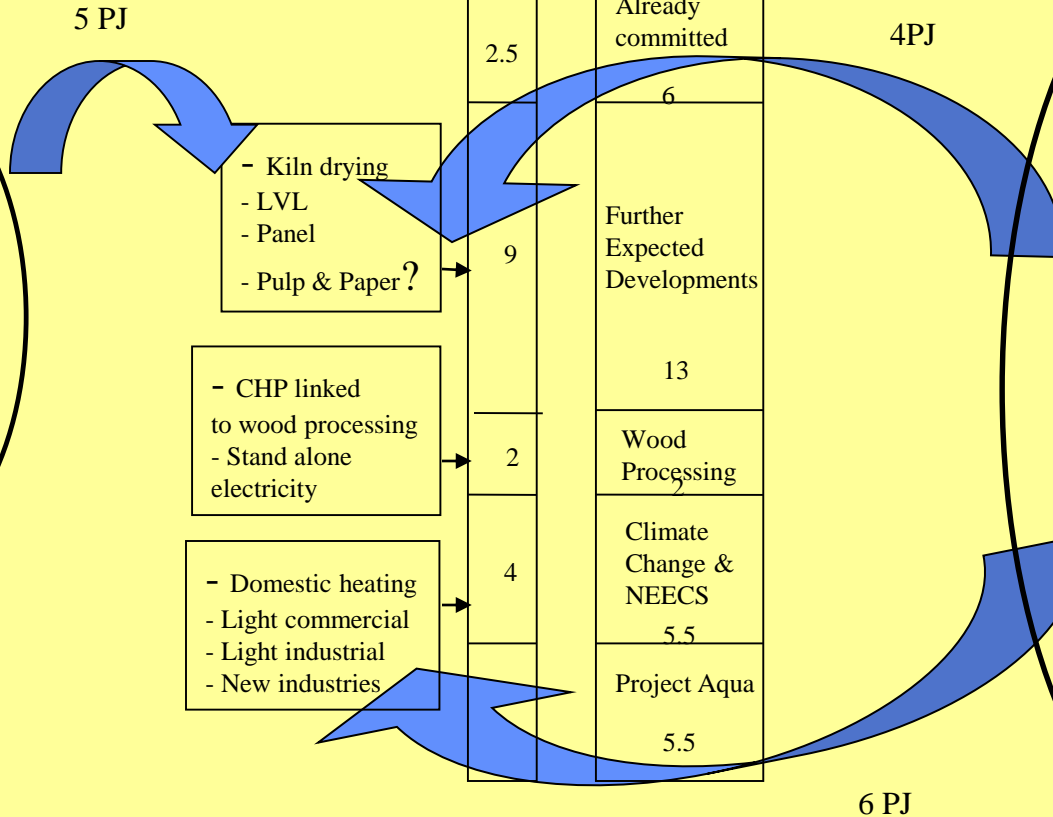 5 PJ
Already
committed
6
4PJ
2.5
- Kiln drying
- LVL
- Panel
- Pulp & Paper?
9
Further
Expected
Developments
13
- CHP linked
to wood processing
- Stand alone
electricity
2
Wood
Processing
2
- Domestic heating
- Light commercial
- Light industrial
- New industries
4
Climate
Change &
NEECS
5.5
Project Aqua
5.5
6 PJ